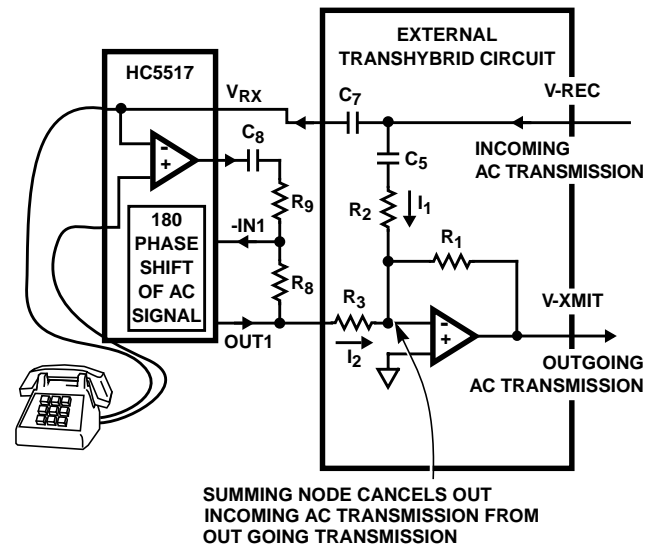 EXTERNAL
TRANSHYBRID CIRCUIT
HC5517
VRX
C7
V-REC
C8
C5
INCOMING
AC TRANSMISSION
- +
R9
R2
I1
180
PHASE
SHIFT
OF AC
SIGNAL
-IN1
R1
R8
R3
V-XMIT
- +
OUT1
I2
OUTGOING
AC TRANSMISSION
SUMMING NODE CANCELS OUT
INCOMING AC TRANSMISSION FROM
OUT GOING TRANSMISSION